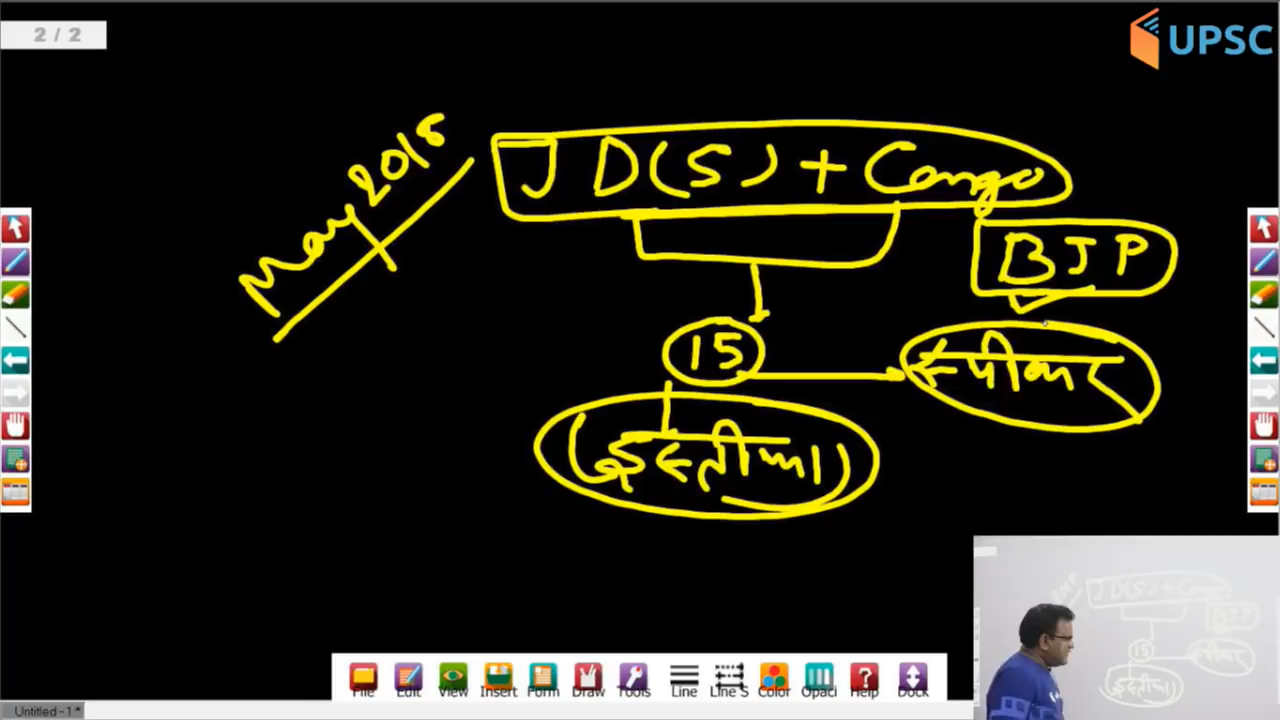 2 / 2
UPSC
May 2018
JD(S) + Congo
BJP
15
स्पीकर
इस्तीफा
File Edit View Insert Form Draw Tools Line Line S Color Opaci Help Dock
Untitled - 1 *